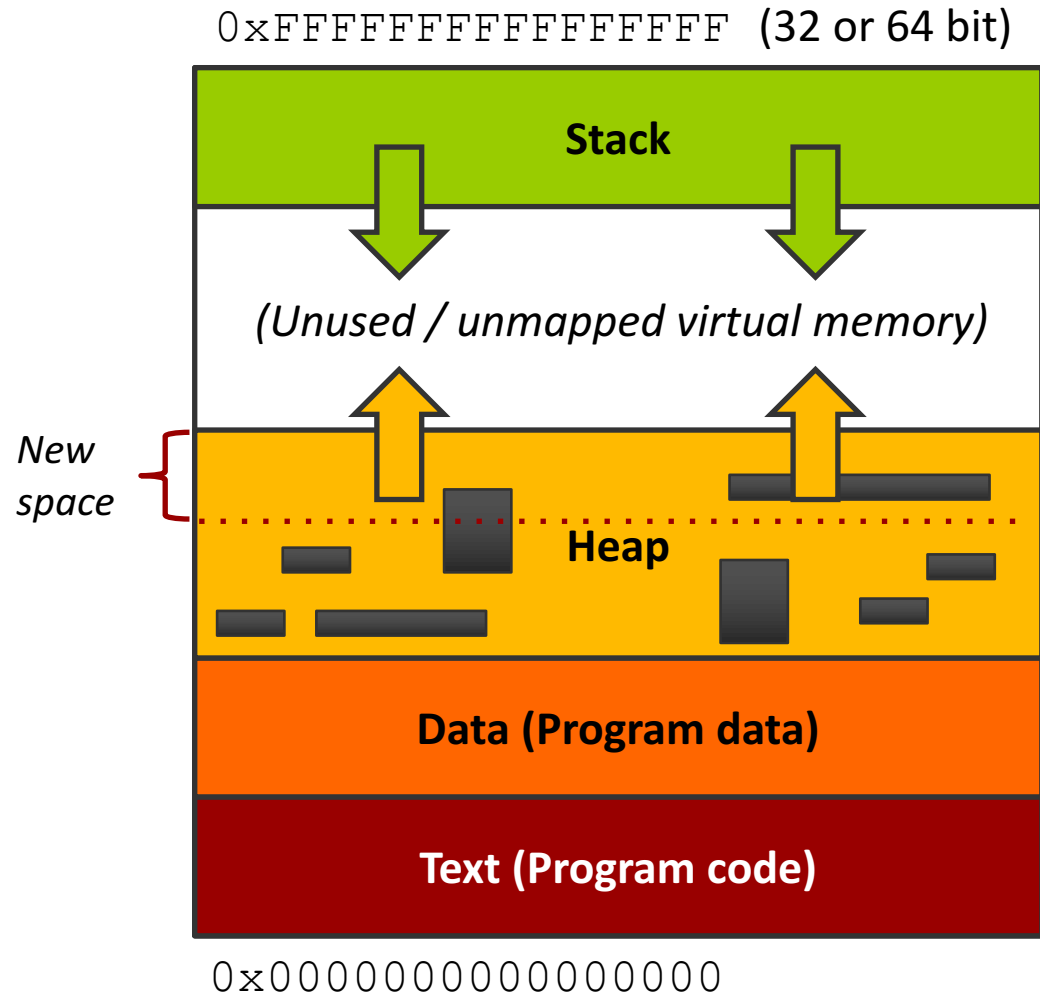 0xFFFFFFFFFFFFFFFF (32 or 64 bit)
Stack
(Unused / unmapped virtual memory)
New
space
Heap
Data (Program data)
Text (Program code)
0x0000000000000000